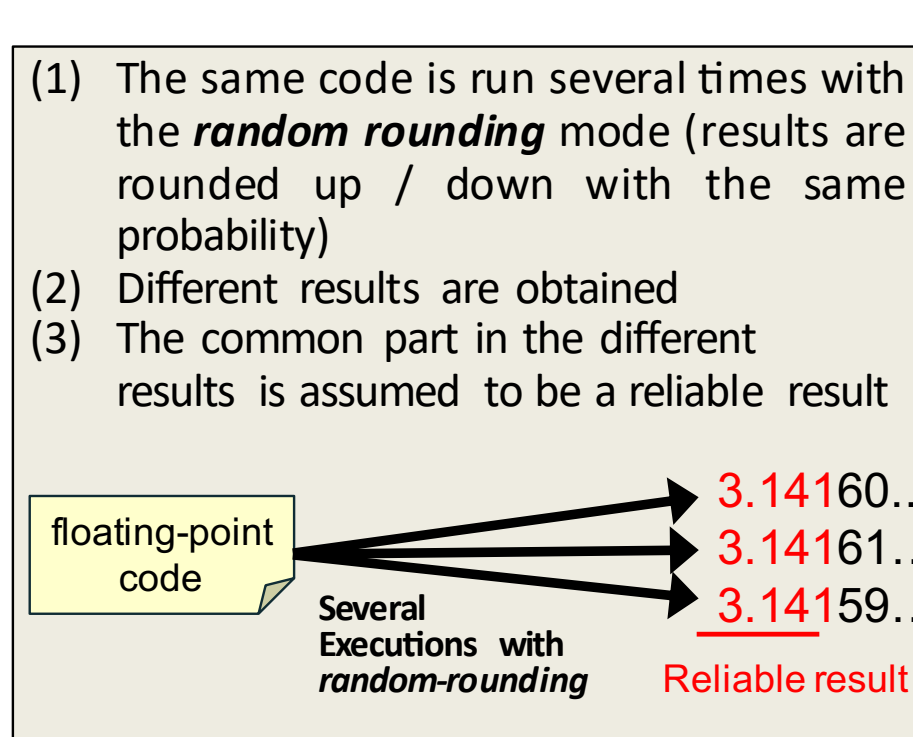 (1) The same code is run several times with
the random rounding mode (results are
rounded up / down with the same
probability)
(2) Different results are obtained
(3) The common part in the different
results is assumed to be a reliable result
floating-point
code
Several
Executions with
random-rounding
3.14160..
3.14161..
3.14159..
Reliable result